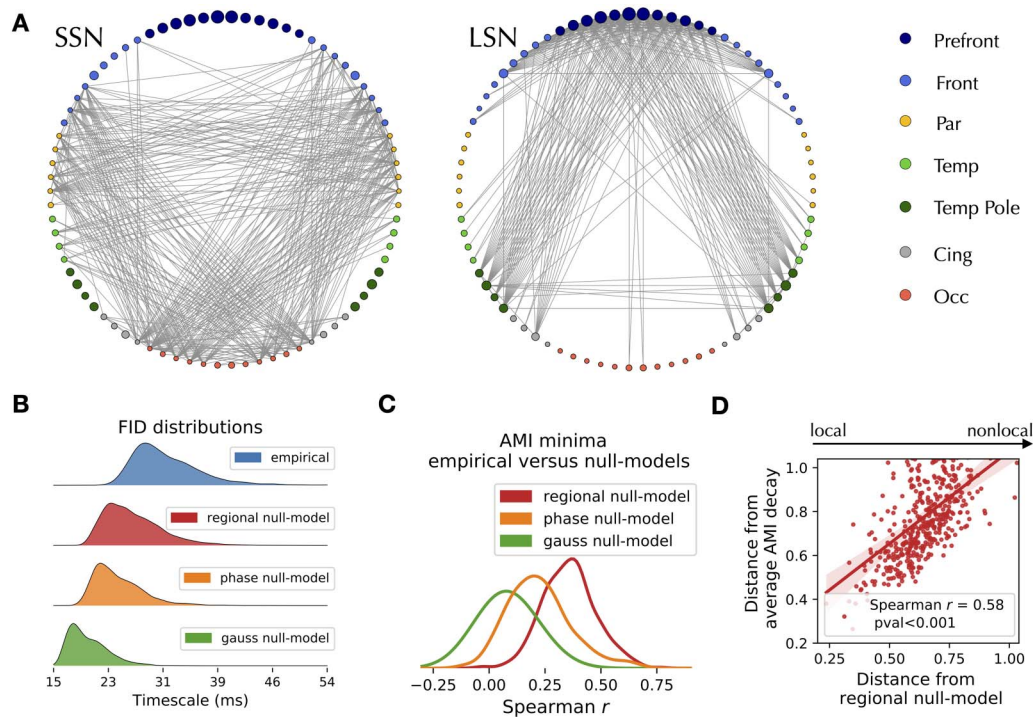 A
SSN
LSN
Prefront
Front
Par
Temp
Temp Pole
Cing
Occ
B
FID distributions
empirical
regional null-model
phase null-model
gauss null-model
15 23 31 39 46 54
Timescale (ms)
C
AMI minima
empirical versus null-models
regional null-model
phase null-model
gauss null-model
−0.25 0.00 0.25 0.50 0.75
Spearman r
D
local nonlocal
1.0
0.8
0.6
0.4
0.2
Distance from
average AMI decay
Spearman r = 0.58
pval<0.001
0.25 0.50 0.75 1.00
Distance from
regional null-model